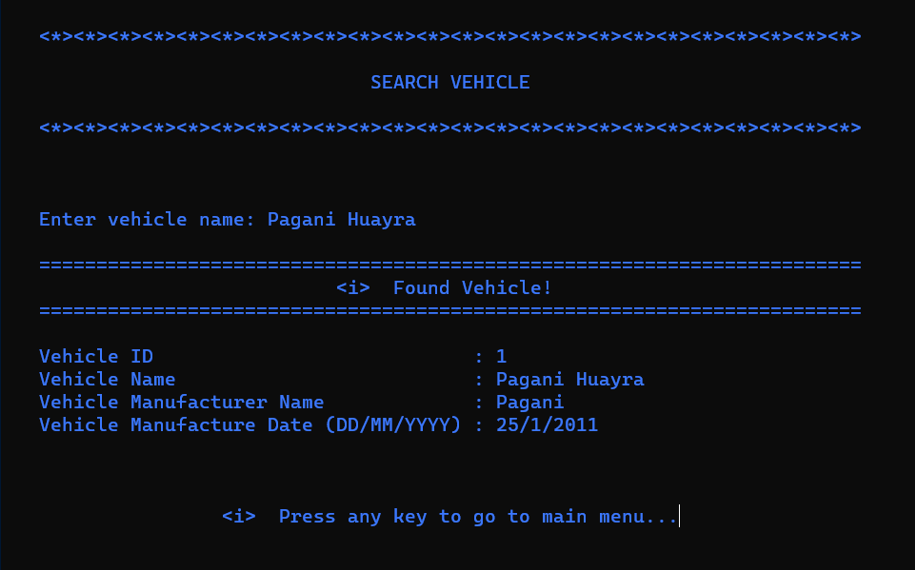 <*><*><*><*><*><*><*><*><*><*><*><*><*><*><*><*><*><*><*><*><*><*><*><*>
SEARCH VEHICLE
<*><*><*><*><*><*><*><*><*><*><*><*><*><*><*><*><*><*><*><*><*><*><*><*>
Enter vehicle name: Pagani Huayra
========================================================================
<i>  Found Vehicle!
========================================================================
Vehicle ID                            : 1
Vehicle Name                          : Pagani Huayra
Vehicle Manufacturer Name             : Pagani
Vehicle Manufacture Date (DD/MM/YYYY) : 25/1/2011
<i>  Press any key to go to main menu...